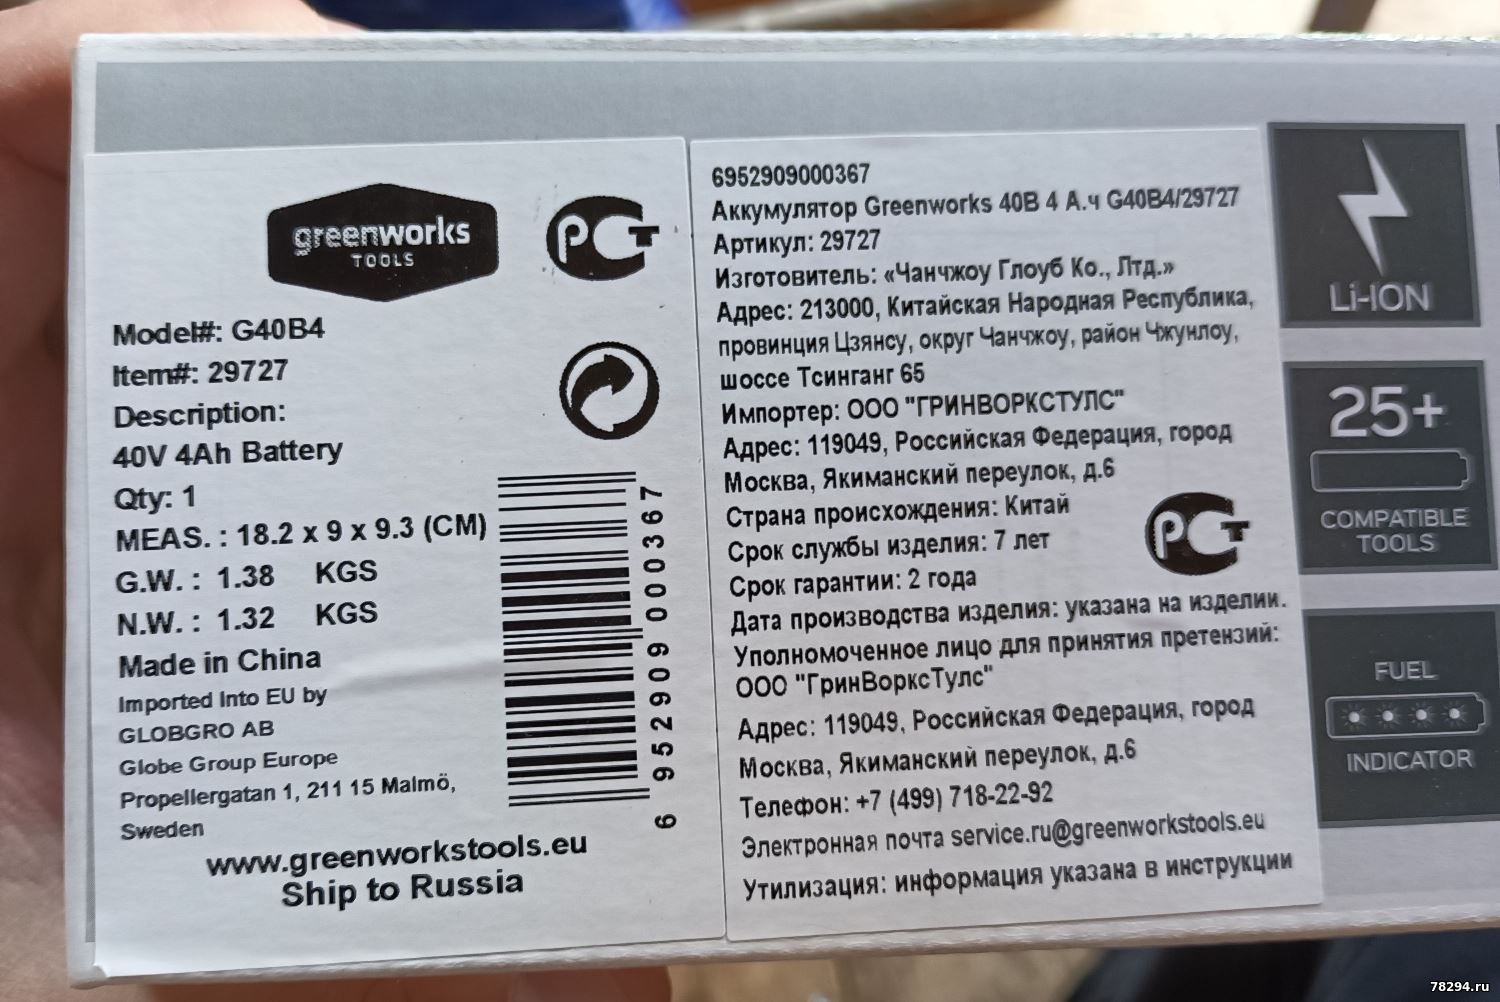 greenworks
TOOLS
РСТ
Model#: G40B4
Item#: 29727
Description:
40V 4Ah Battery
Qty: 1
MEAS. : 18.2 x 9 x 9.3 (CM)
G.W. : 1.38 KGS
N.W. : 1.32 KGS
Made in China
Imported Into EU by
GLOBGRO AB
Globe Group Europe
Propellergatan 1, 211 15 Malmö,
Sweden
www.greenworkstools.eu
Ship to Russia
6 952909 000367
6952909000367
Аккумулятор Greenworks 40В 4 А.ч G40B4/29727
Артикул: 29727
Изготовитель: «Чанчжоу Глоуб Ко., Лтд.»
Адрес: 213000, Китайская Народная Республика,
провинция Цзянсу, округ Чанчжоу, район Чжунлоу,
шоссе Тсинганг 65
Импортер: ООО "ГРИНВОРКСТУЛС"
Адрес: 119049, Российская Федерация, город
Москва, Якиманский переулок, д.6
Страна происхождения: Китай
Срок службы изделия: 7 лет
Срок гарантии: 2 года
РСТ
Дата производства изделия: указана на изделии.
Уполномоченное лицо для принятия претензий:
ООО "ГринВорксТулс"
Адрес: 119049, Российская Федерация, город
Москва, Якиманский переулок, д.6
Телефон: +7 (499) 718-22-92
Электронная почта service.ru@greenworkstools.eu
Утилизация: информация указана в инструкции
Li-ION
25+
COMPATIBLE
TOOLS
FUEL
INDICATOR
78294.ru